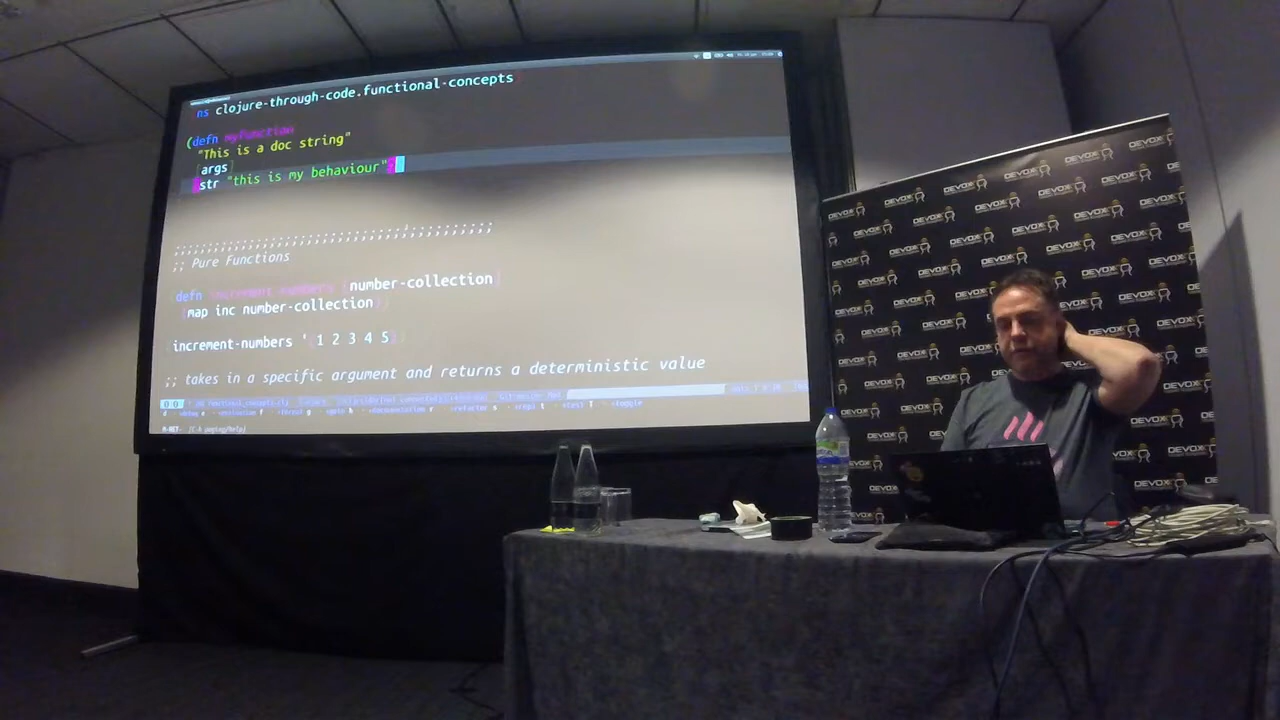 ns clojure-through-code.functional-concepts
(defn myfunction
"This is a doc string"
args
str "this is my behaviour"
;;;;;;;;;;;;;;;;;;;;;;;;;;;;;;;;;;;;;;;;;;;
;; Pure Functions
defn increment-numbers [number-collection]
(map inc number-collection))
increment-numbers '(1 2 3 4 5)
;; takes in a specific argument and returns a deterministic value
DEVOXX